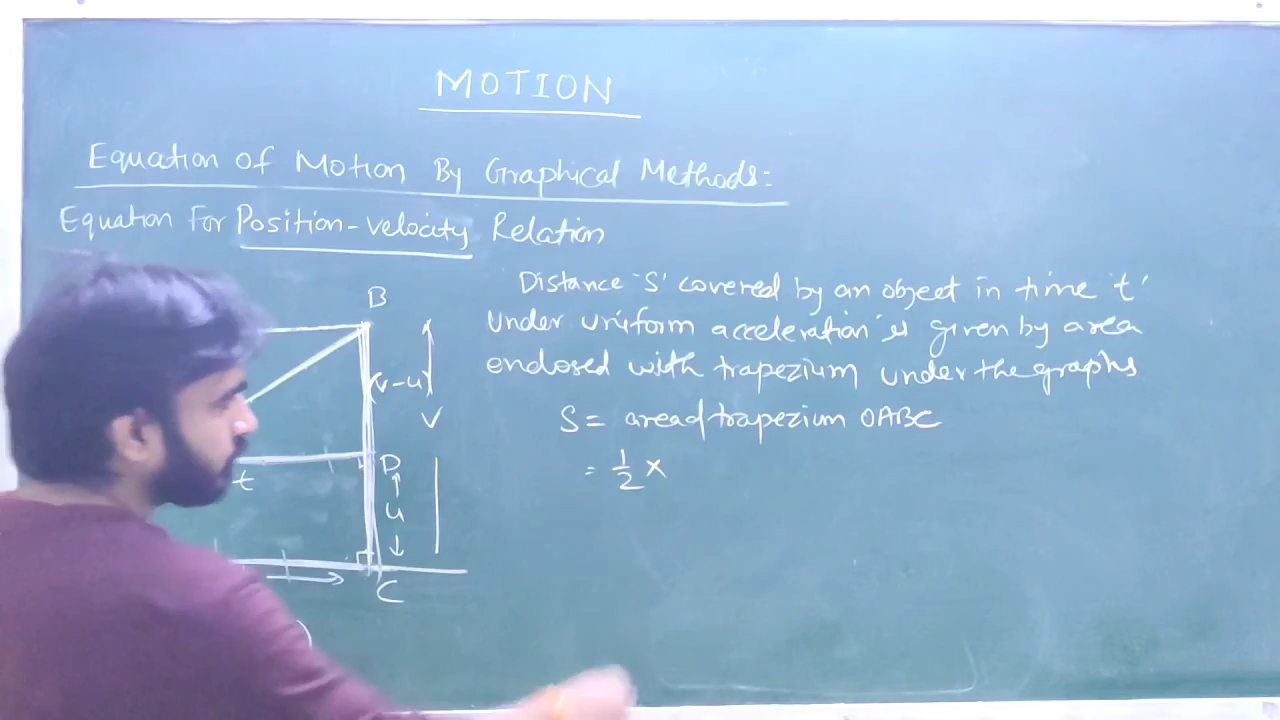 MOTION
Equation of Motion By Graphical Methods:
Equation For Position-velocity Relation
Distance 'S' covered by an object in time 't'
under uniform acceleration is given by area
enclosed with trapezium under the graphs
S = area of trapezium OABC
= 1/2 x
B
(v-u)
V
D
t
u
C
)